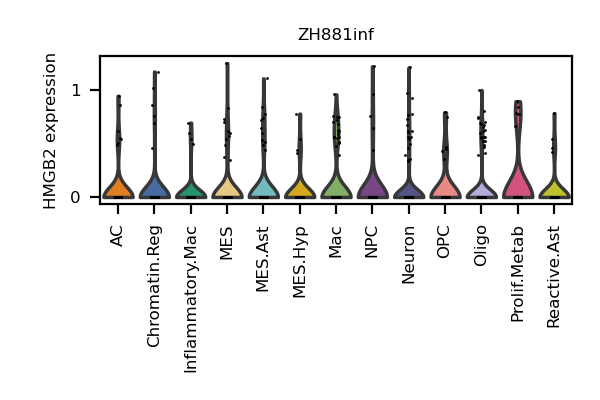 ZH881inf
HMGB2 expression
1
0
AC
Chromatin.Reg
Inflammatory.Mac
MES
MES.Ast
MES.Hyp
Mac
NPC
Neuron
OPC
Oligo
Prolif.Metab
Reactive.Ast